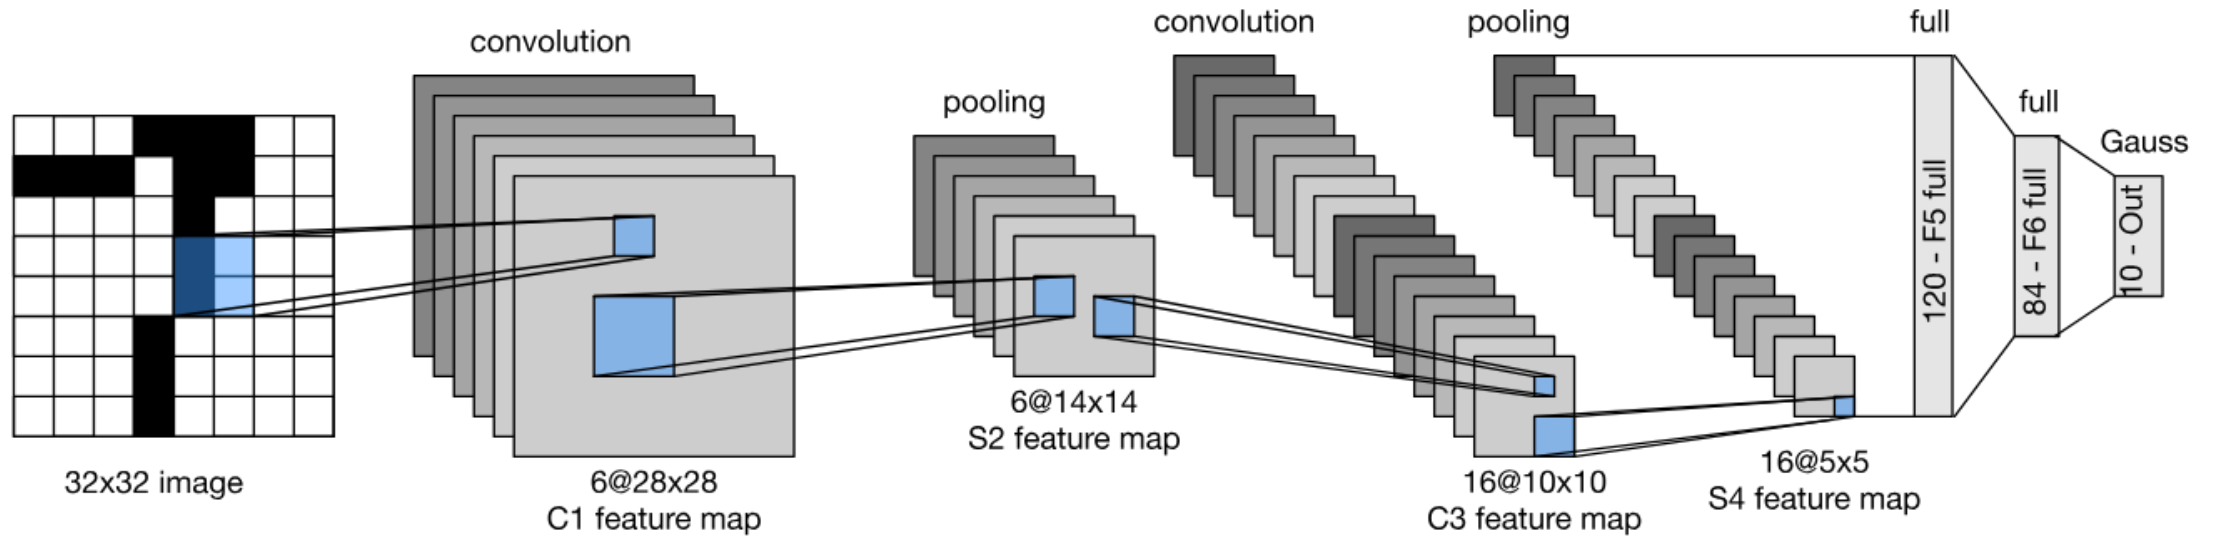 convolution
pooling
convolution
pooling
full
full
Gauss
120 - F5 full
84 - F6 full
10 - Out
32x32 image
6@28x28
C1 feature map
6@14x14
S2 feature map
16@10x10
C3 feature map
16@5x5
S4 feature map